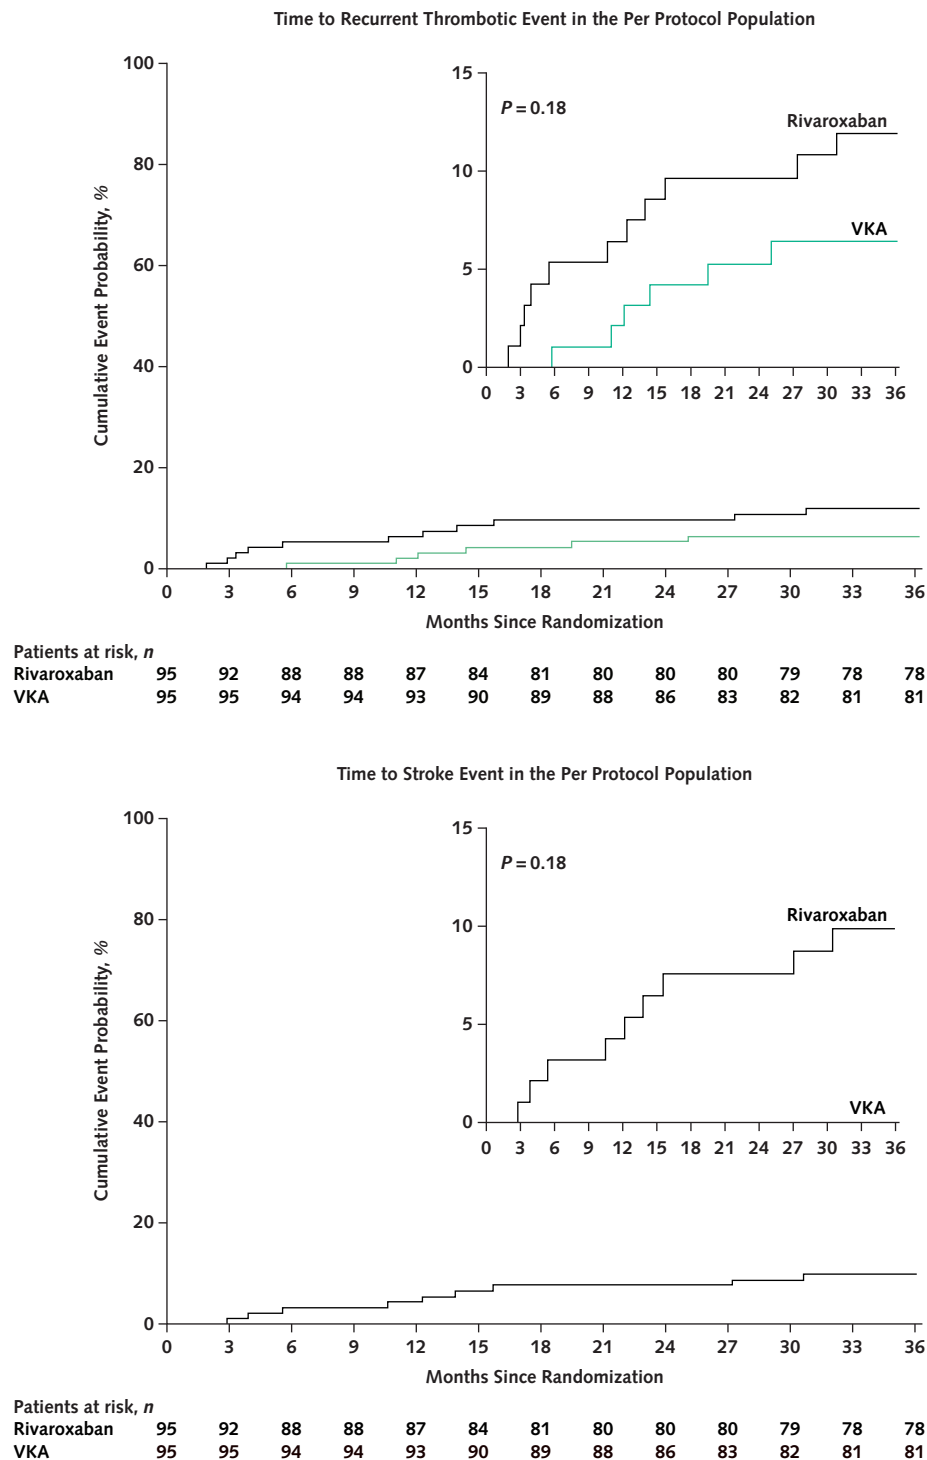 Time to Recurrent Thrombotic Event in the Per Protocol Population
Cumulative Event Probability, %
100
80
60
40
20
0
15
10
5
0
P = 0.18
Rivaroxaban
VKA
0 3 6 9 12 15 18 21 24 27 30 33 36
0 3 6 9 12 15 18 21 24 27 30 33 36
Months Since Randomization
Patients at risk, n
Rivaroxaban 95 92 88 88 87 84 81 80 80 80 79 78 78
VKA 95 95 94 94 93 90 89 88 86 83 82 81 81
Time to Stroke Event in the Per Protocol Population
Cumulative Event Probability, %
100
80
60
40
20
0
15
10
5
0
P = 0.18
Rivaroxaban
VKA
0 3 6 9 12 15 18 21 24 27 30 33 36
0 3 6 9 12 15 18 21 24 27 30 33 36
Months Since Randomization
Patients at risk, n
Rivaroxaban 95 92 88 88 87 84 81 80 80 80 79 78 78
VKA 95 95 94 94 93 90 89 88 86 83 82 81 81